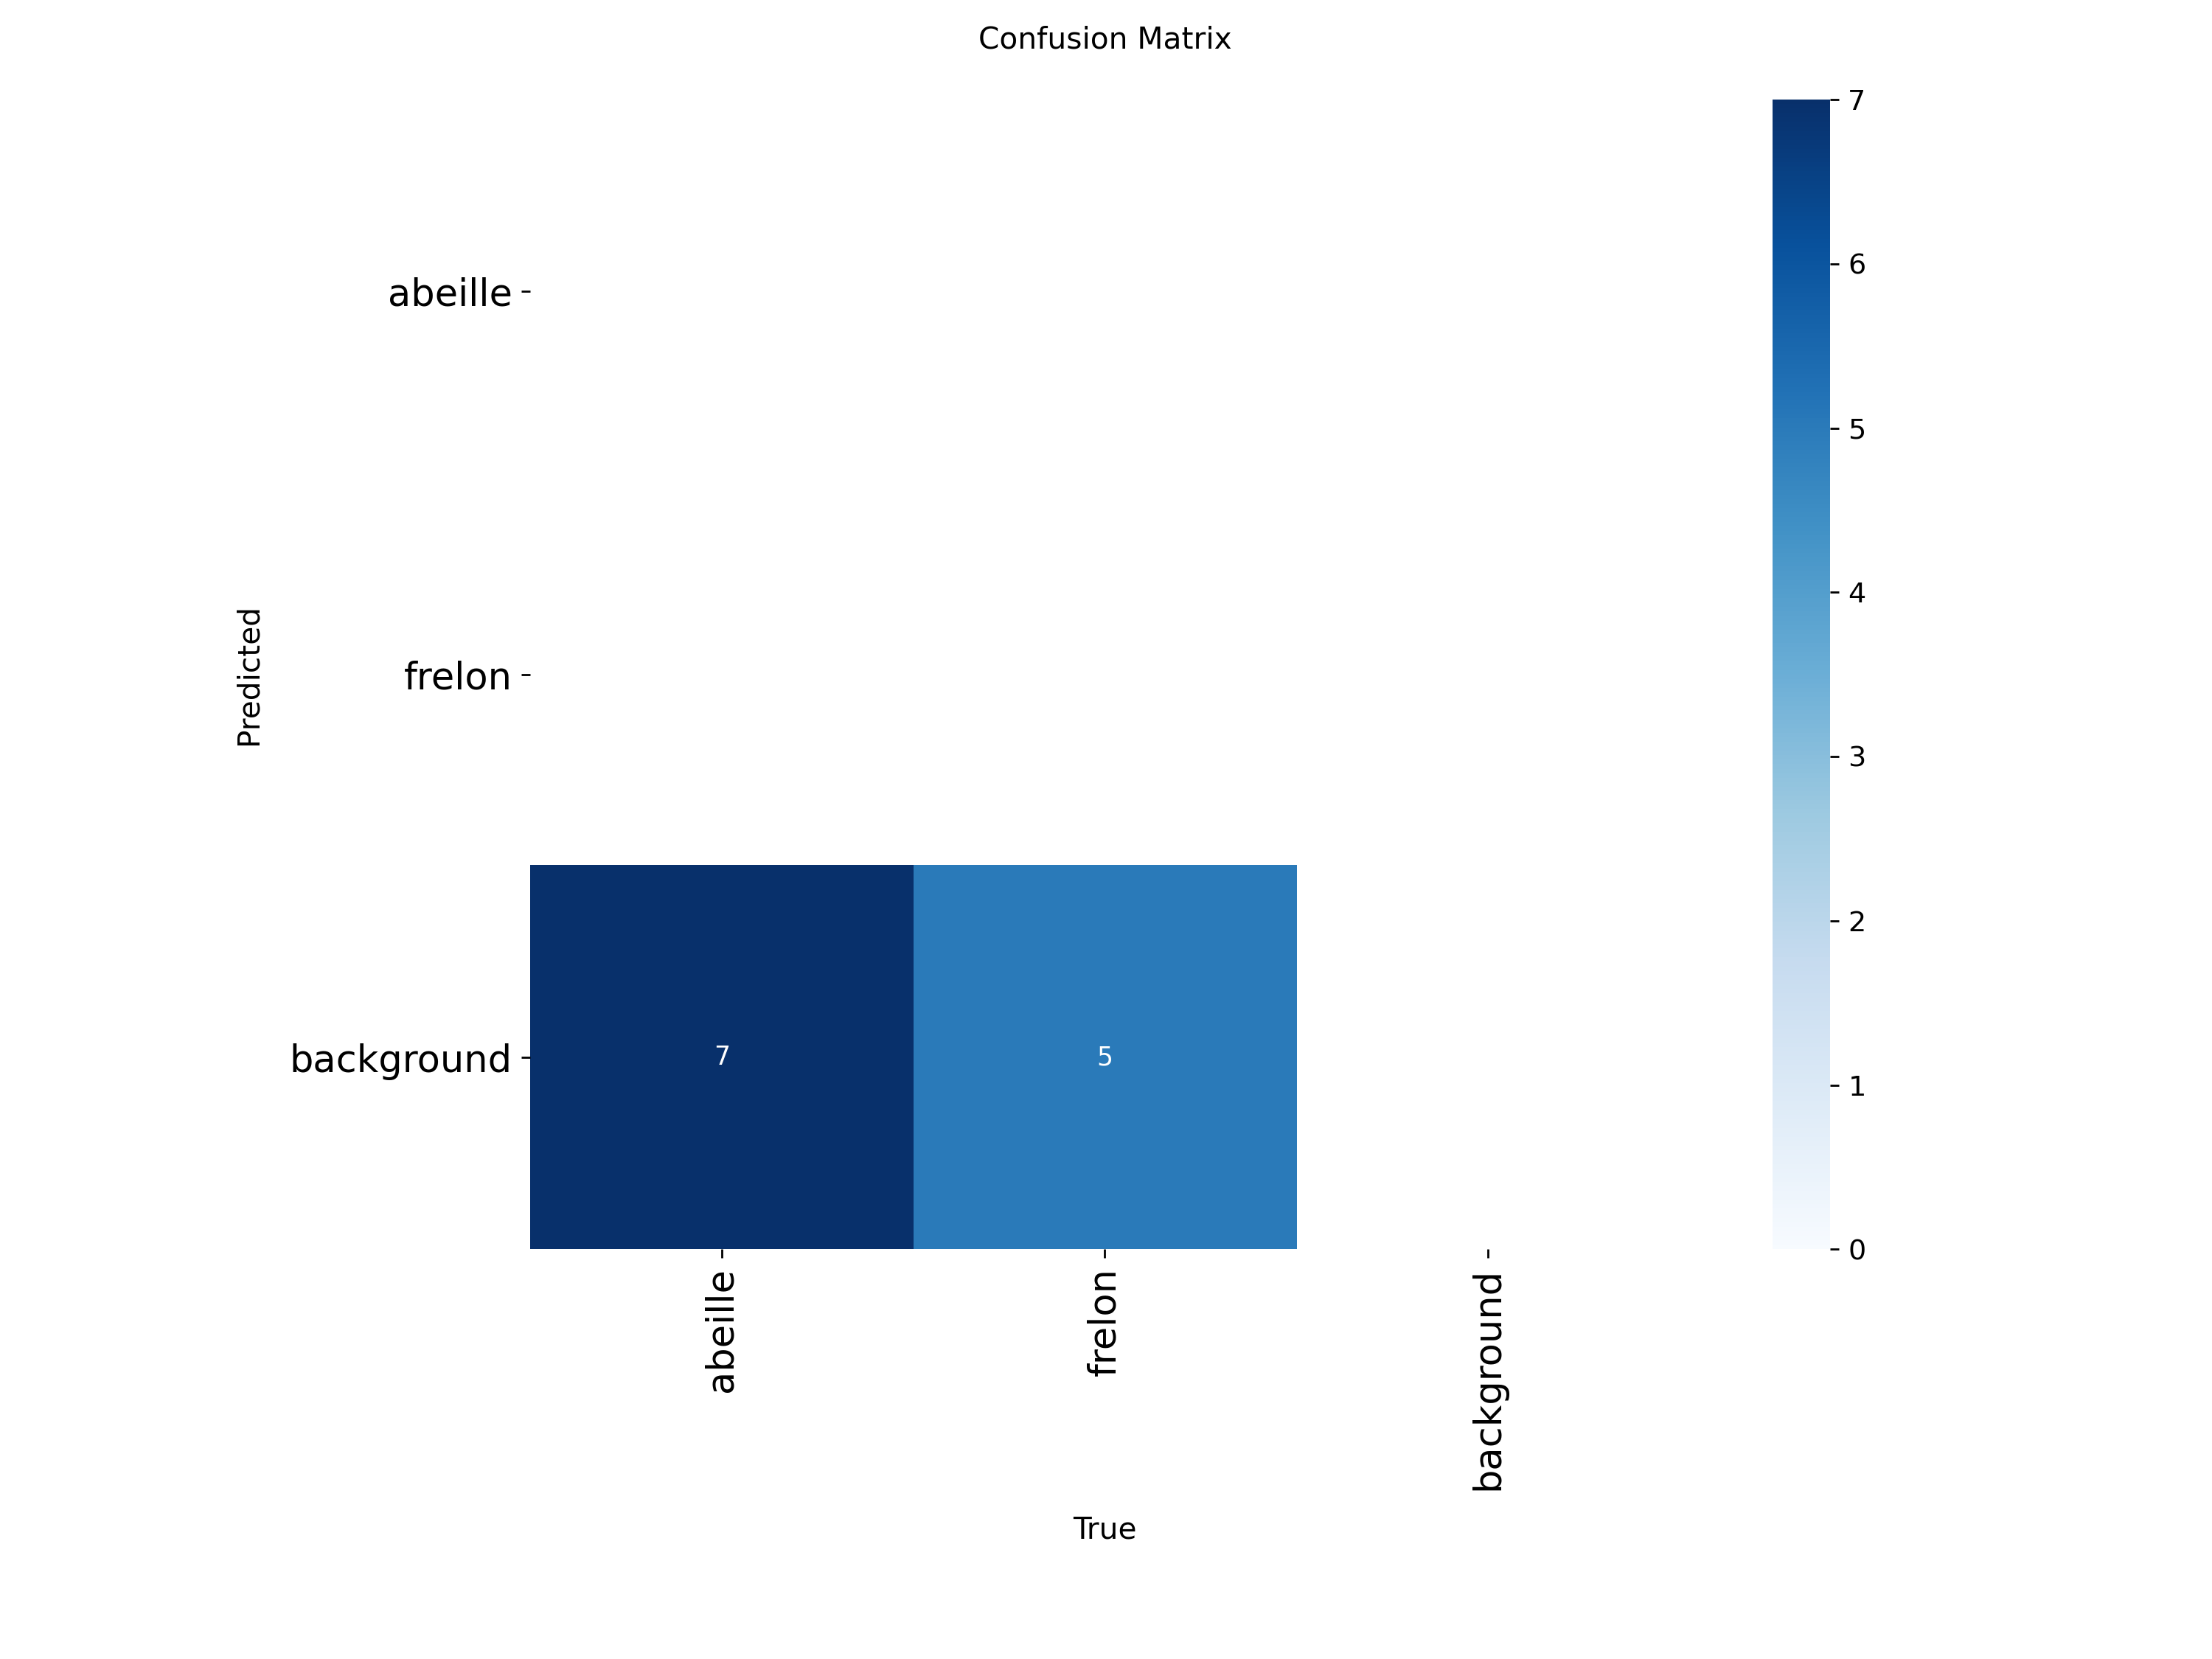 Confusion Matrix
7
6
5
4
3
2
1
0
Predicted
abeille
frelon
background
7
5
abeille
frelon
background
True